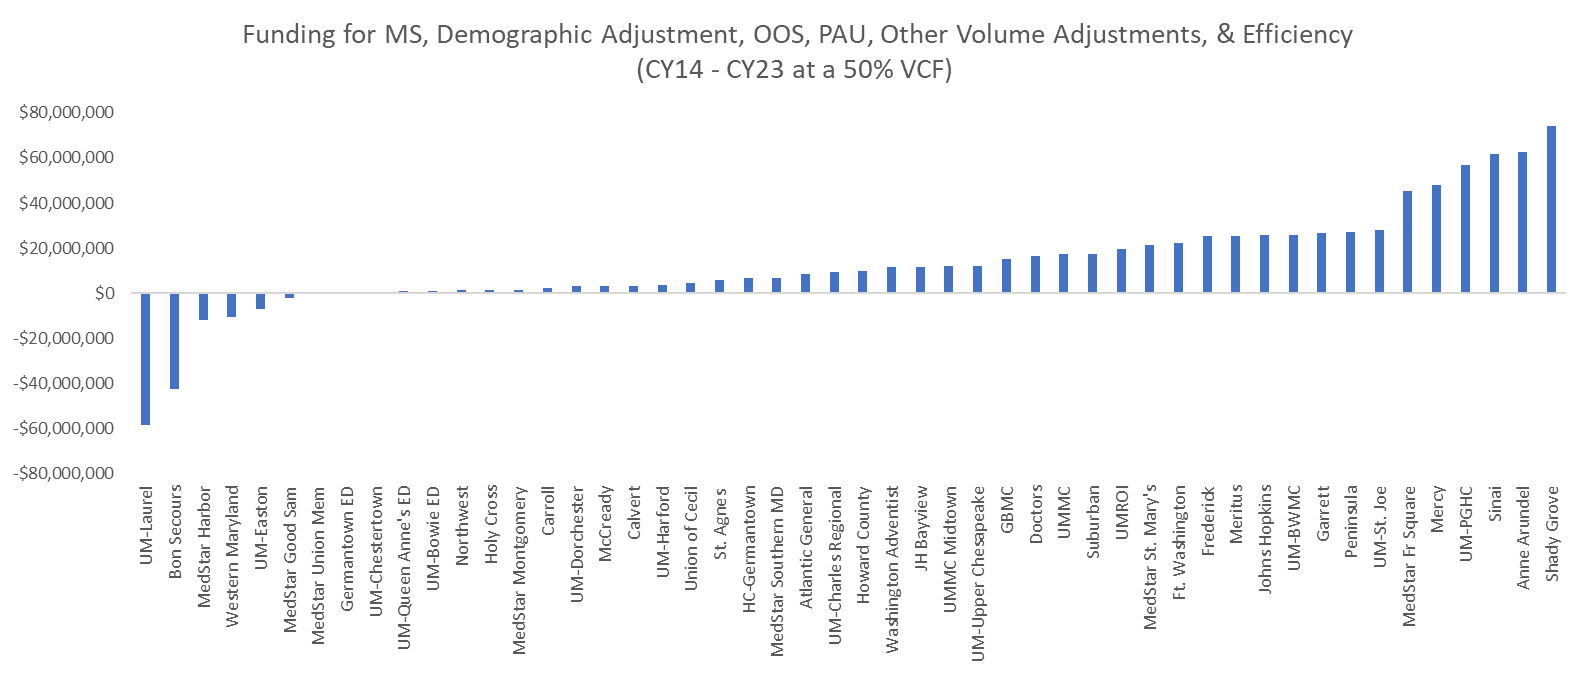 Funding for MS, Demographic Adjustment, OOS, PAU, Other Volume Adjustments, & Efficiency
(CY14 - CY23 at a 50% VCF)
$80,000,000
$60,000,000
$40,000,000
$20,000,000
$0
-$20,000,000
-$40,000,000
-$60,000,000
-$80,000,000
UM-Laurel
Bon Secours
MedStar Harbor
Western Maryland
UM-Easton
MedStar Good Sam
MedStar Union Mem
Germantown ED
UM-Chestertown
UM-Queen Anne's ED
UM-Bowie ED
Northwest
Holy Cross
MedStar Montgomery
Carroll
UM-Dorchester
McCready
Calvert
UM-Harford
Union of Cecil
St. Agnes
HC-Germantown
MedStar Southern MD
Atlantic General
UM-Charles Regional
Howard County
Washington Adventist
JH Bayview
UMMC Midtown
UM-Upper Chesapeake
GBMC
Doctors
UMMC
Suburban
UMROI
MedStar St. Mary's
Ft. Washington
Frederick
Meritus
Johns Hopkins
UM-BWMC
Garrett
Peninsula
UM-St. Joe
MedStar Fr Square
Mercy
UM-PGHC
Sinai
Anne Arundel
Shady Grove